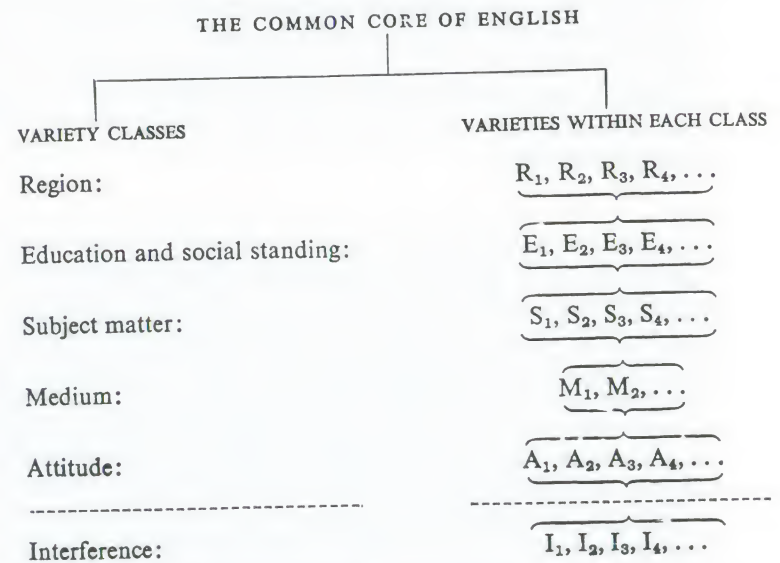 THE COMMON CORE OF ENGLISH
VARIETY CLASSES VARIETIES WITHIN EACH CLASS
Region: R₁, R₂, R₃, R₄, ...
Education and social standing: E₁, E₂, E₃, E₄, ...
Subject matter: S₁, S₂, S₃, S₄, ...
Medium: M₁, M₂, ...
Attitude: A₁, A₂, A₃, A₄, ...
Interference: I₁, I₂, I₃, I₄, ...